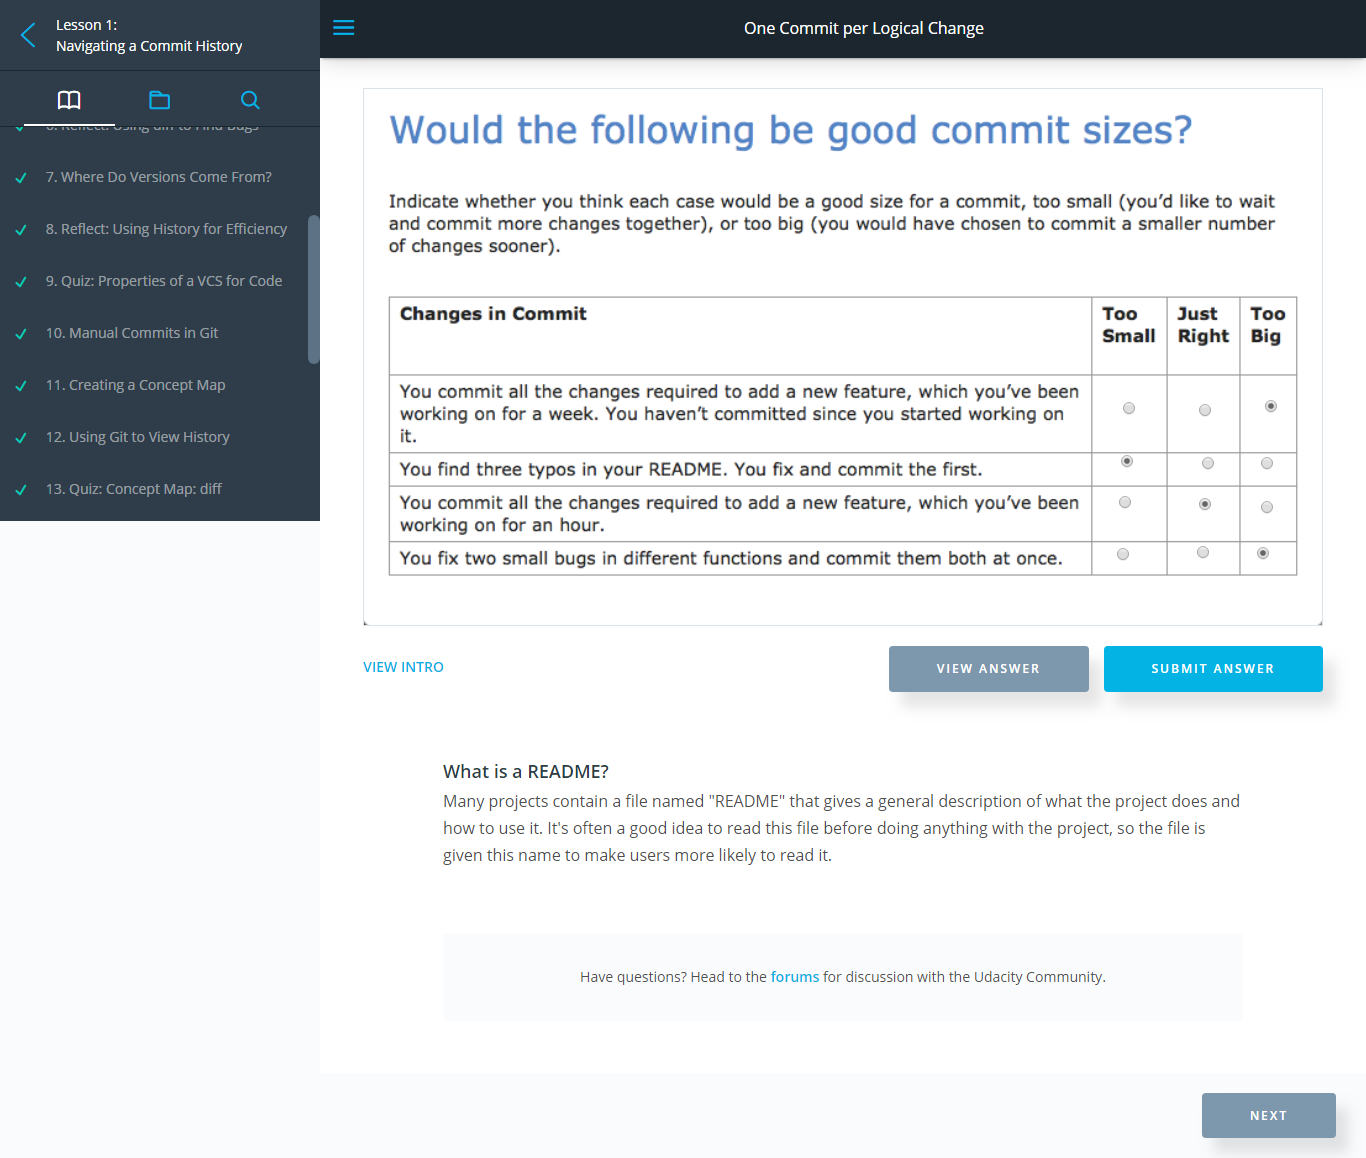 Lesson 1:
Navigating a Commit History
One Commit per Logical Change
6. Reflect: Using diff to Find Bugs
7. Where Do Versions Come From?
8. Reflect: Using History for Efficiency
9. Quiz: Properties of a VCS for Code
10. Manual Commits in Git
11. Creating a Concept Map
12. Using Git to View History
13. Quiz: Concept Map: diff
Would the following be good commit sizes?
Indicate whether you think each case would be a good size for a commit, too small (you’d like to wait
and commit more changes together), or too big (you would have chosen to commit a smaller number
of changes sooner).
Changes in Commit
Too
Small
Just
Right
Too
Big
You commit all the changes required to add a new feature, which you’ve been
working on for a week. You haven’t committed since you started working on
it.
You find three typos in your README. You fix and commit the first.
You commit all the changes required to add a new feature, which you’ve been
working on for an hour.
You fix two small bugs in different functions and commit them both at once.
VIEW INTRO
VIEW ANSWER
SUBMIT ANSWER
What is a README?
Many projects contain a file named "README" that gives a general description of what the project does and
how to use it. It's often a good idea to read this file before doing anything with the project, so the file is
given this name to make users more likely to read it.
Have questions? Head to the forums for discussion with the Udacity Community.
NEXT